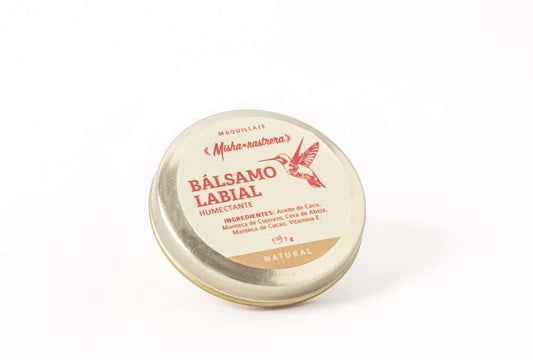 MAQUILLAJE
Misha rastrera
BÁLSAMO
LABIAL
HUMECTANTE
INGREDIENTES: Aceite de Coco,
Manteca de Copoazú, Cera de Abeja,
Manteca de Cacao, Vitamina E.
7 g
NATURAL